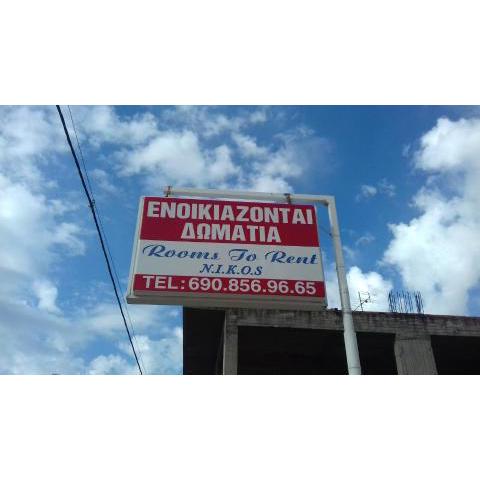 ΕΝΟΙΚΙΑΖΟΝΤΑΙ
ΔΩΜΑΤΙΑ
Rooms To Rent
N.I.K.O.S
TEL: 690.856.96.65